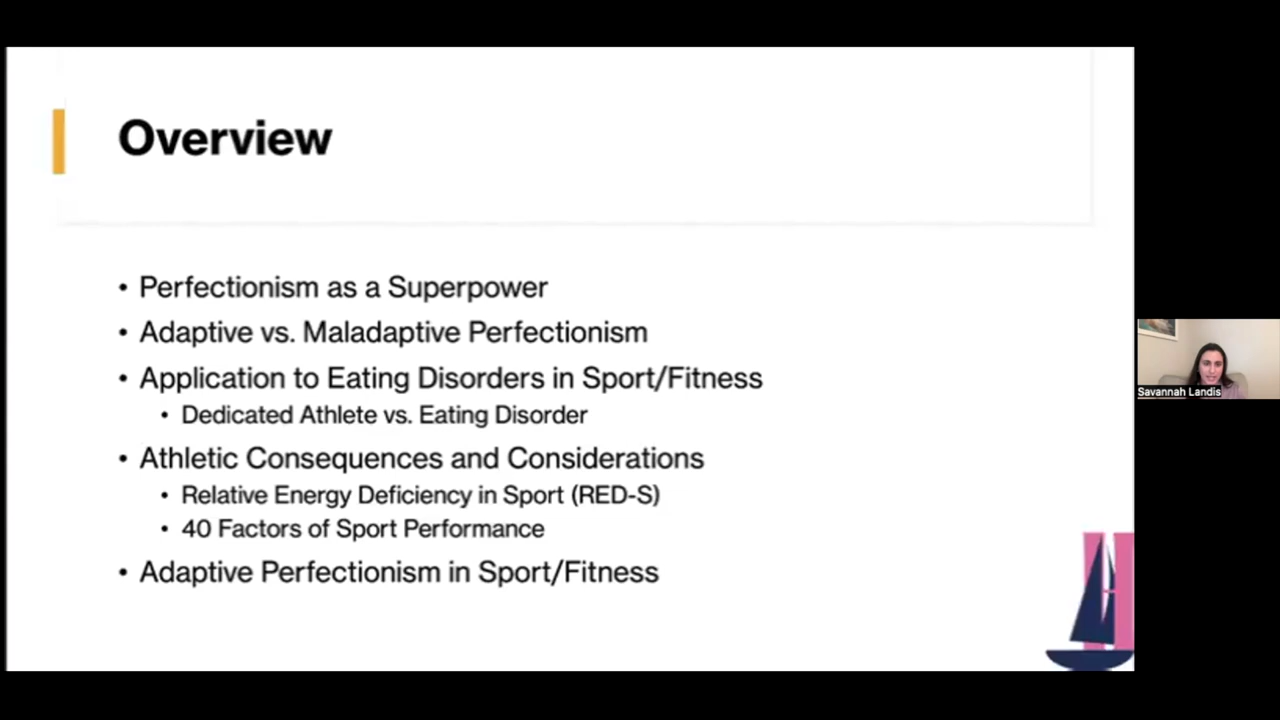 Overview
• Perfectionism as a Superpower
• Adaptive vs. Maladaptive Perfectionism
• Application to Eating Disorders in Sport/Fitness
• Dedicated Athlete vs. Eating Disorder
• Athletic Consequences and Considerations
• Relative Energy Deficiency in Sport (RED-S)
• 40 Factors of Sport Performance
• Adaptive Perfectionism in Sport/Fitness
H
Savannah Landis